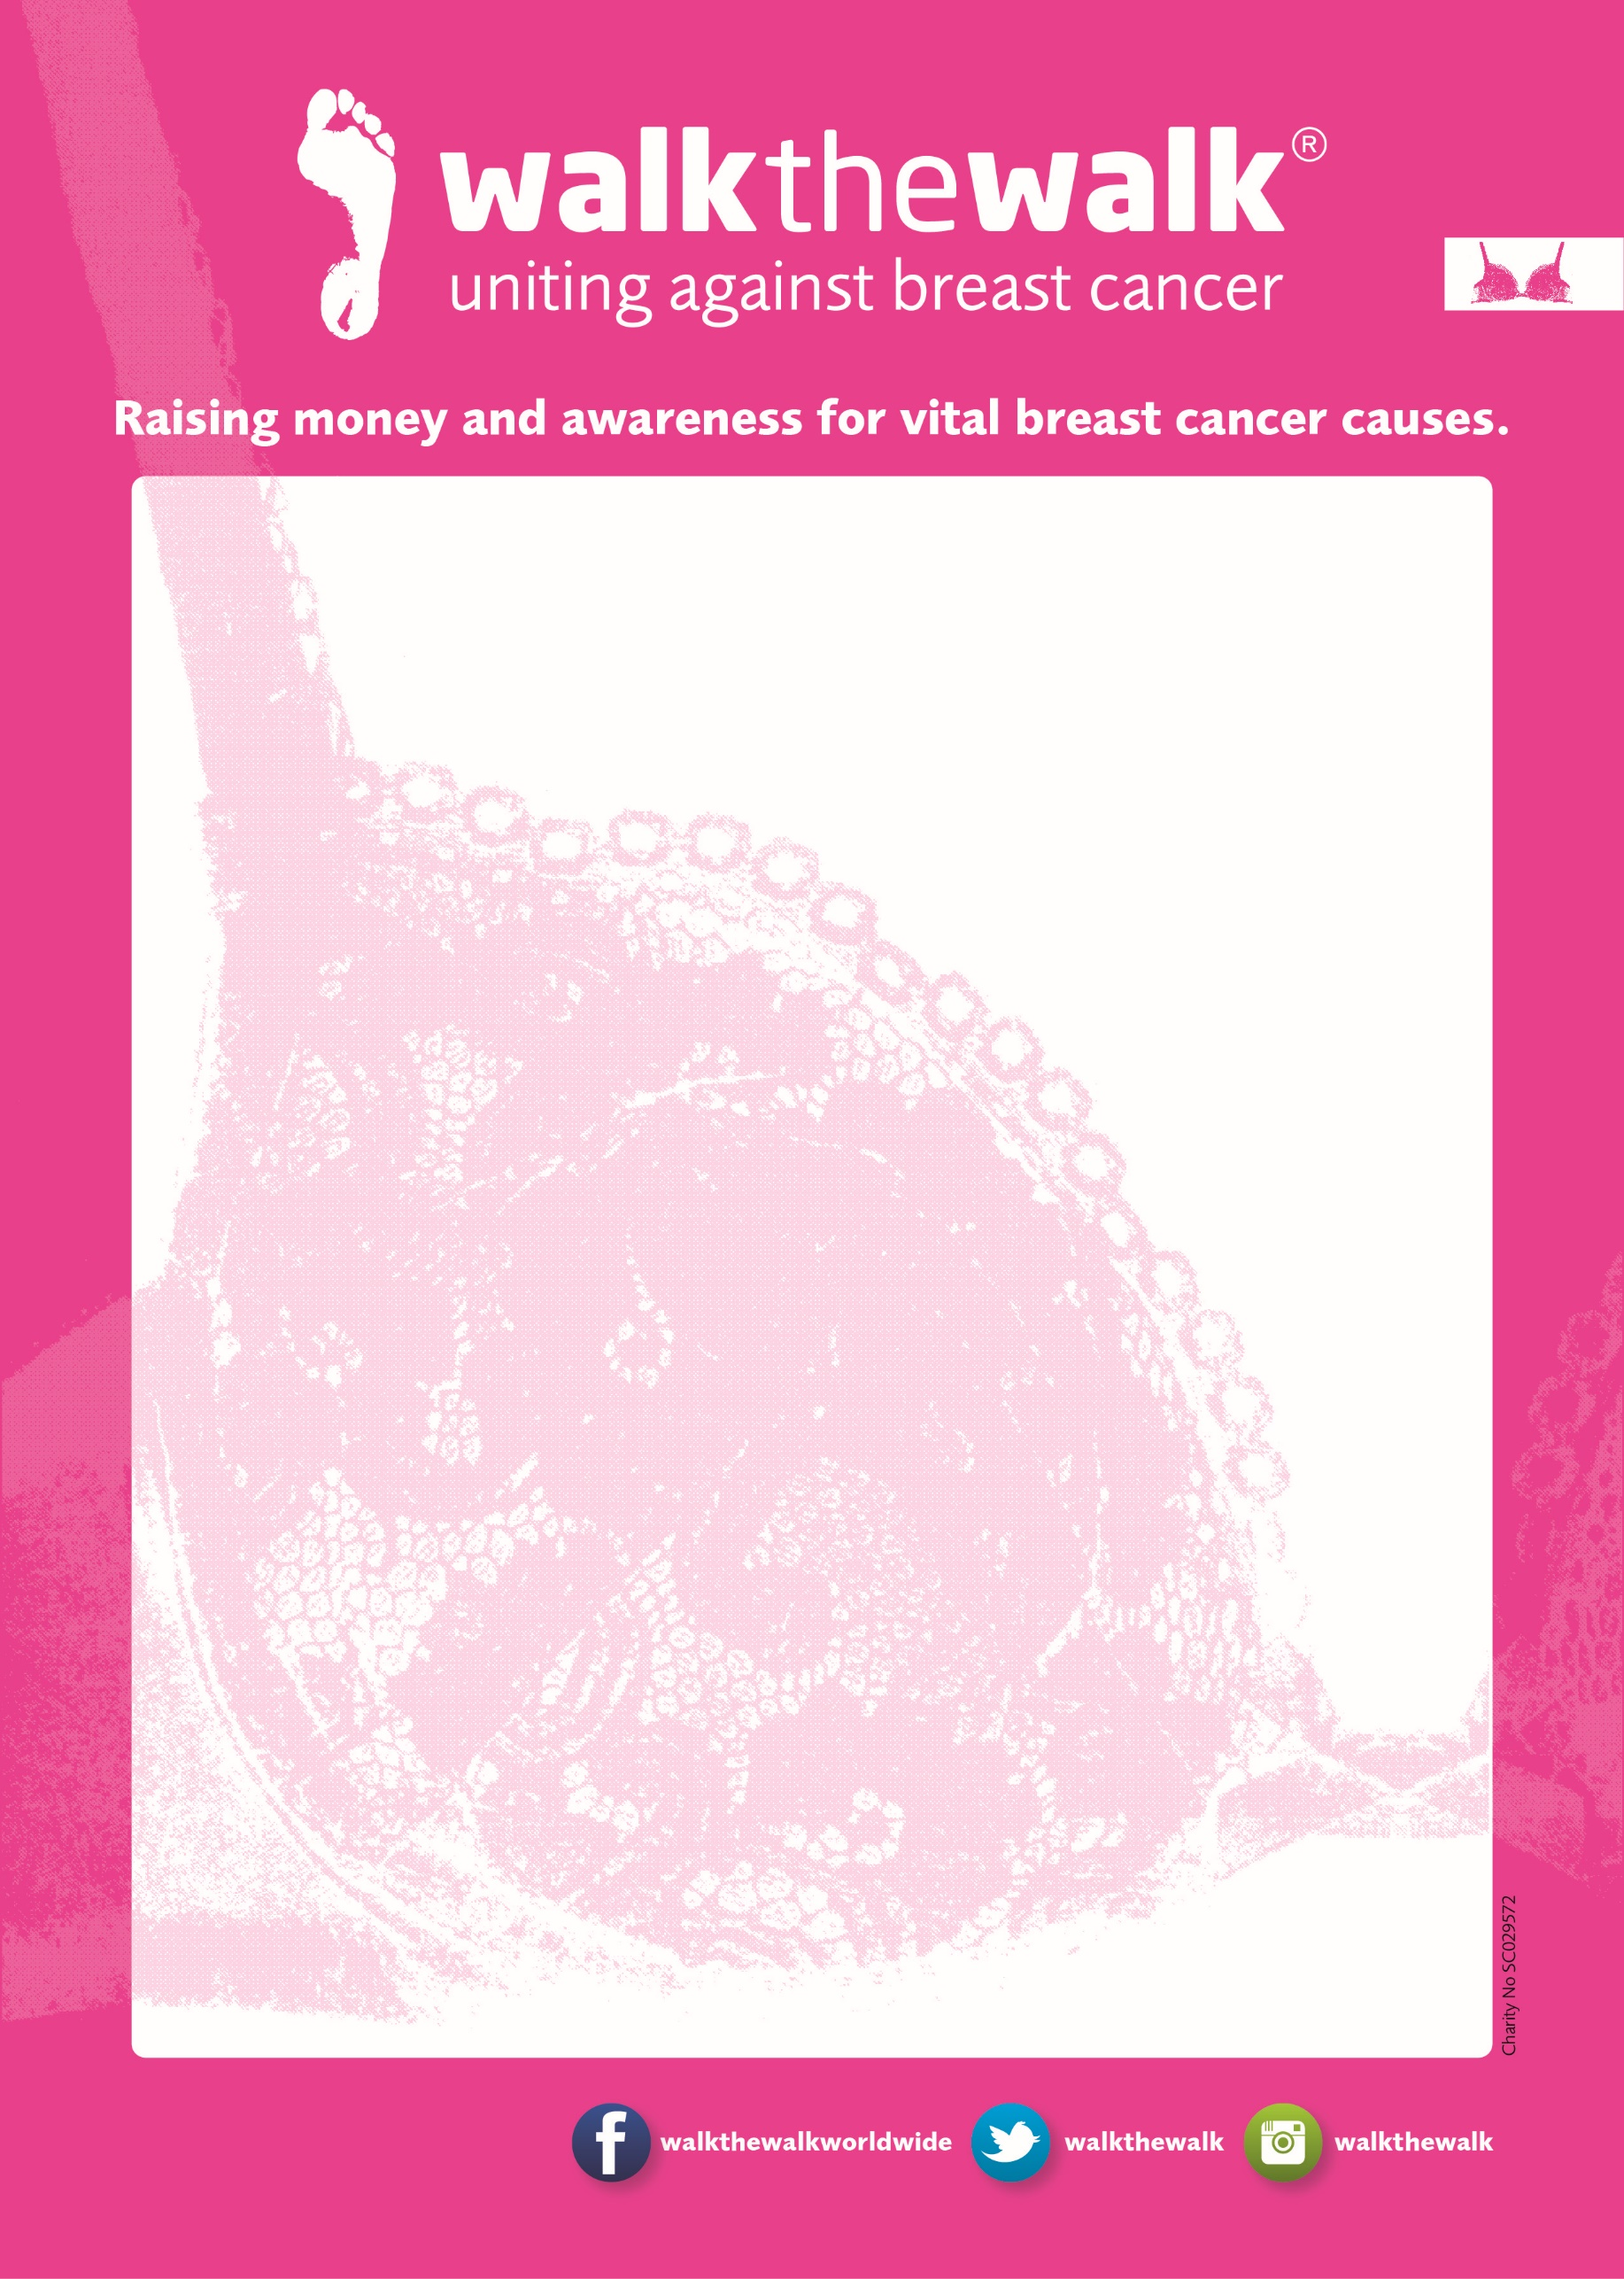 walkthewalk®
uniting against breast cancer
Raising money and awareness for vital breast cancer causes.
Charity No SC029572
walkthewalkworldwide
walkthewalk
walkthewalk